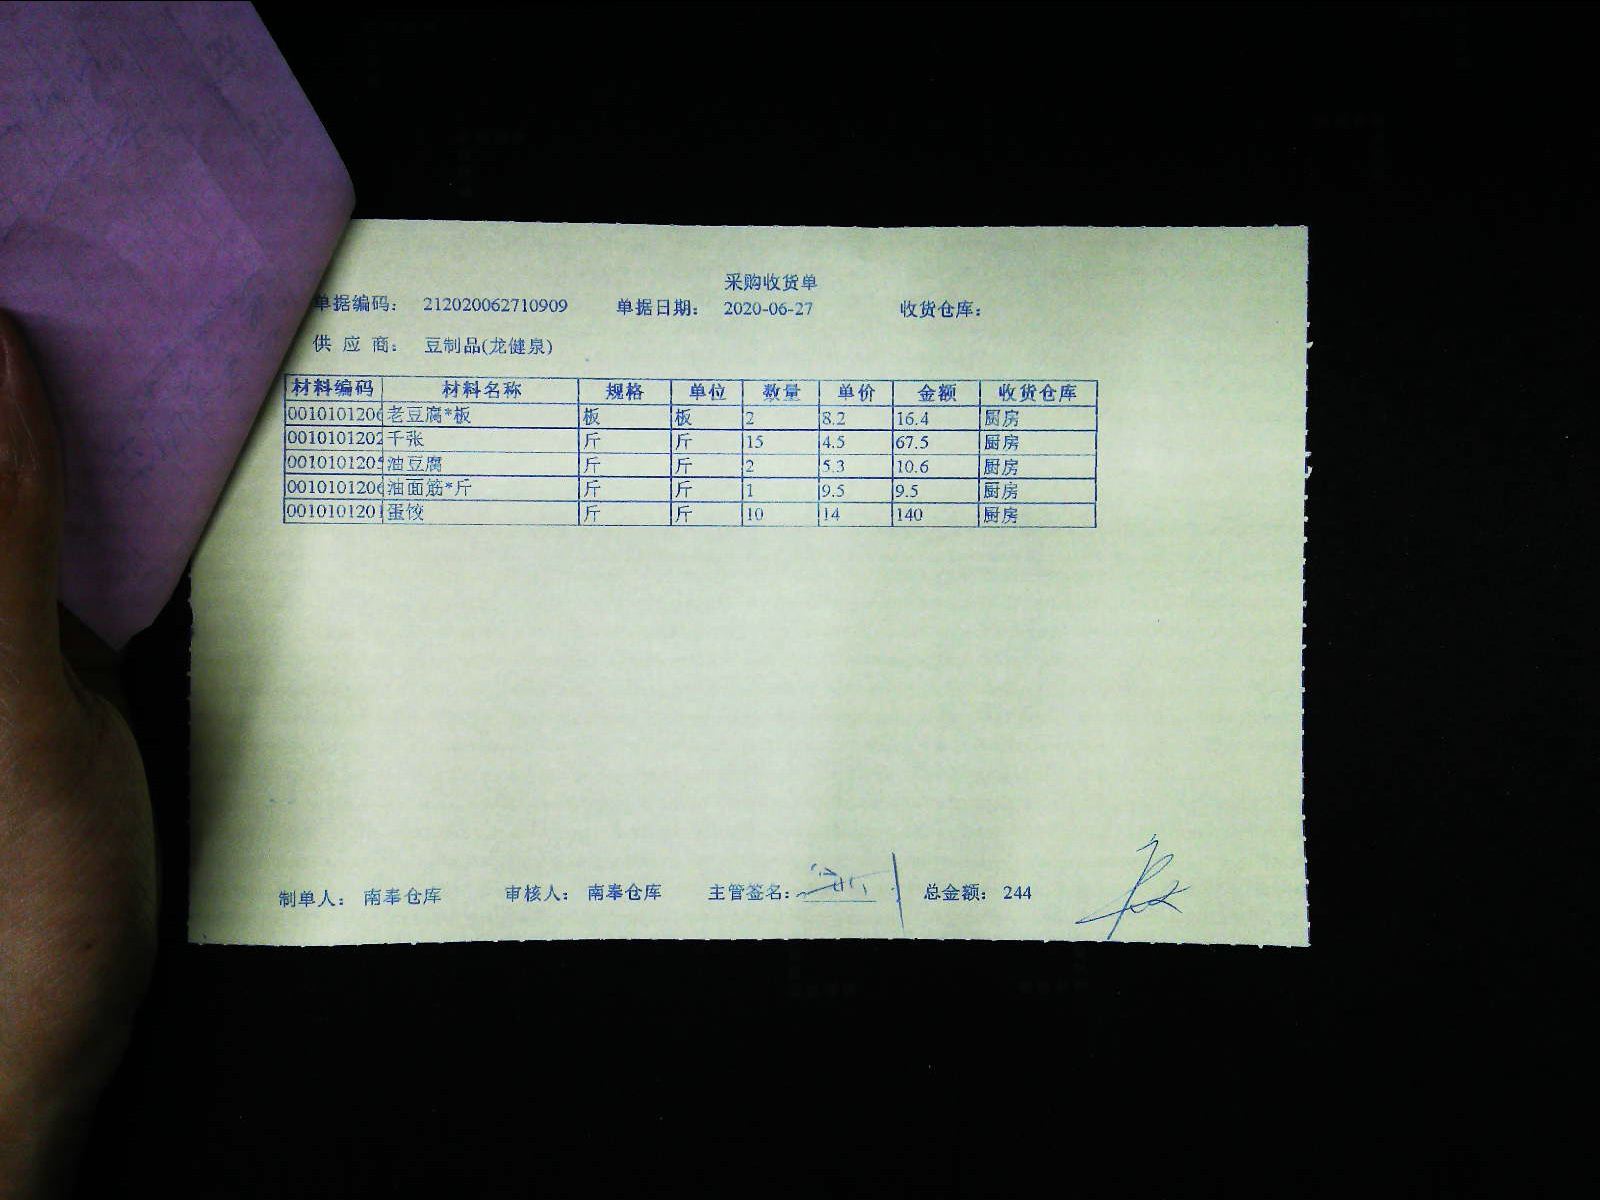 采购收货单
单据编码： 212020062710909 单据日期： 2020-06-27 收货仓库：
供 应 商： 豆制品(龙健泉)
材料编码 材料名称 规格 单位 数量 单价 金额 收货仓库
0010101206 老豆腐*板 板 板 2 8.2 16.4 厨房
0010101202 千张 斤 斤 15 4.5 67.5 厨房
0010101205 油豆腐 斤 斤 2 5.3 10.6 厨房
0010101206 油面筋*斤 斤 斤 1 9.5 9.5 厨房
0010101201 蛋饺 斤 斤 10 14 140 厨房
制单人： 南奉仓库 审核人： 南奉仓库 主管签名： 总金额： 244